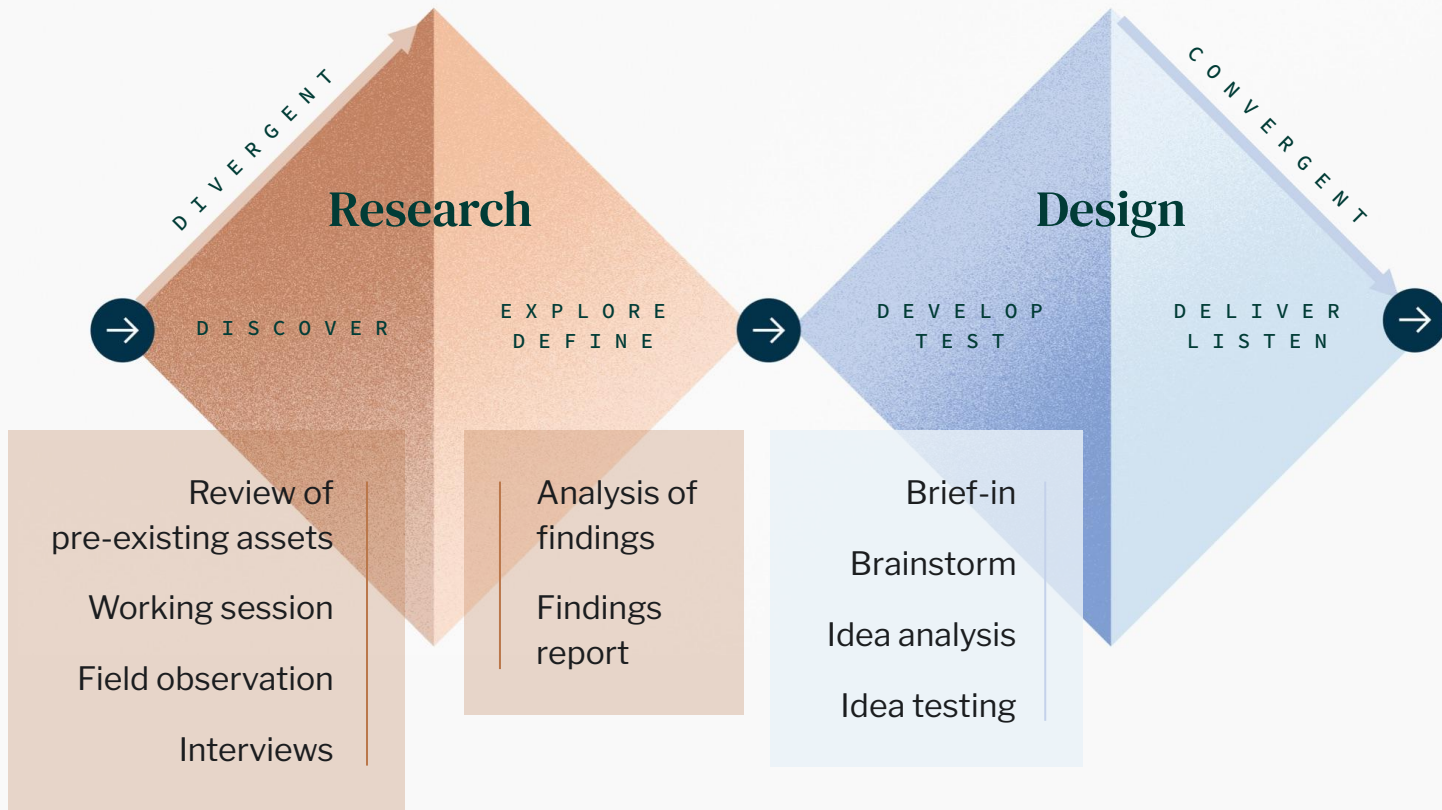 DIVERGENT
CONVERGENT
Research
Design
DISCOVER
EXPLORE
DEFINE
DEVELOP
TEST
DELIVER
LISTEN
Review of
pre-existing assets
Working session
Field observation
Interviews
Analysis of
findings
Findings
report
Brief-in
Brainstorm
Idea analysis
Idea testing